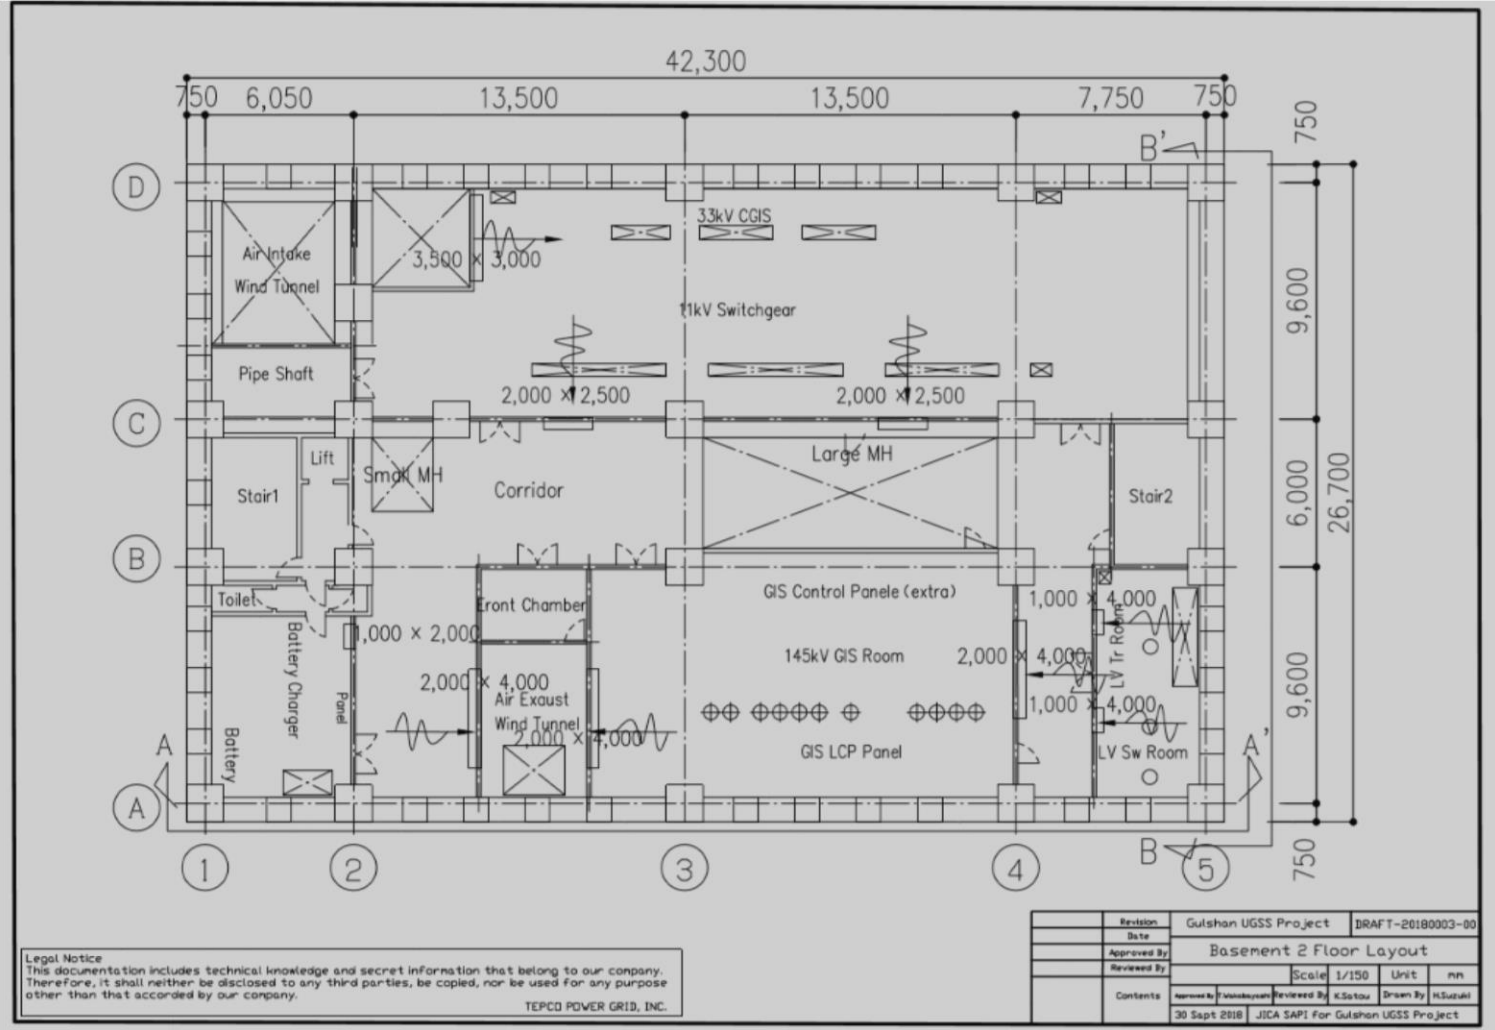 42,300
750 6,050 13,500 13,500 7,750 750
750
B'
D
33kV CGIS
Air Intake
Wind Tunnel
3,500 × 3,000
9,600
11kV Switchgear
Pipe Shaft
2,000 × 2,500
2,000 × 2,500
C
Lift
Small MH
Large MH
Stair1
Corridor
Stair2
6,000
26,700
B
Toilet
Front Chamber
GIS Control Panele (extra)
1,000 × 4,000
1,000 × 2,000
Battery Charger
145kV GIS Room
2,000 × 4,000
LV Tr Room
2,000 × 4,000
Panel
Air Exaust
Wind Tunnel
2,000 × 4,000
1,000 × 4,000
9,600
Battery
GIS LCP Panel
LV Sw Room
A
A'
A
B
750
1 2 3 4 5
Legal Notice
This documentation includes technical knowledge and secret information that belong to our company.
Therefore, it shall neither be disclosed to any third parties, be copied, nor be used for any purpose
other than that accorded by our company.
TEPCO POWER GRID, INC.
Revision Gulshan UGSS Project DRAFT-20180003-00
Date
Approved By Basement 2 Floor Layout
Reviewed By
Scale 1/150 Unit mm
Contents Approved By Reviewed By K.Satou Drawn By H.Suzuki
30 Sapt 2018 JICA SAPI for Gulshan UGSS Project